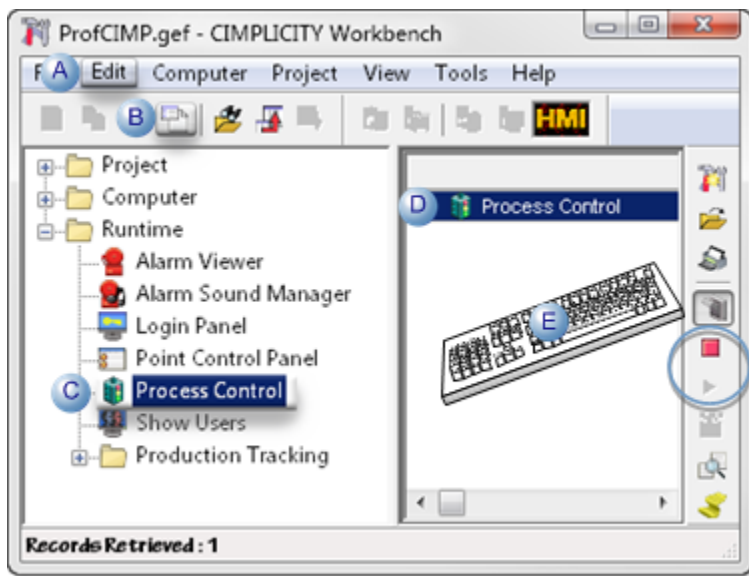 ProfCIMP.gef - CIMPLICITY Workbench
F A Edit Computer Project View Tools Help
B HMI
Project
Computer
Runtime
Alarm Viewer
Alarm Sound Manager
Login Panel
Point Control Panel
C Process Control
Show Users
Production Tracking
D Process Control
E
Records Retrieved : 1